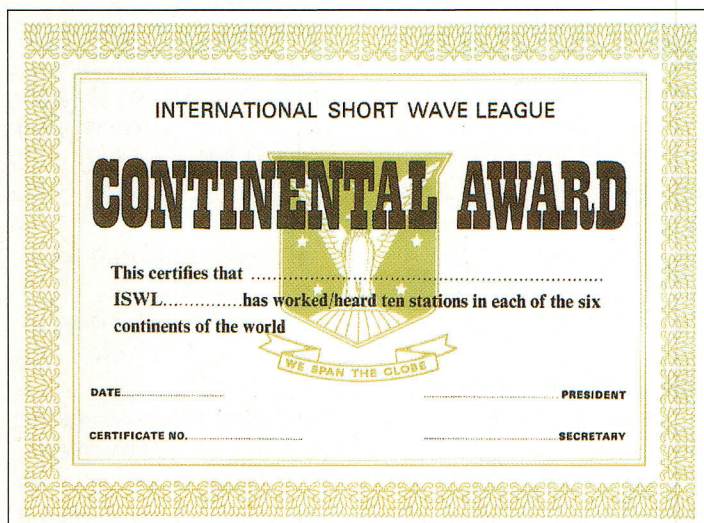 INTERNATIONAL SHORT WAVE LEAGUE
CONTINENTAL AWARD
This certifies that ........................................
ISWL..............has worked/heard ten stations in each of the six
continents of the world
WE SPAN THE GLOBE
DATE.............................. ..............................PRESIDENT
CERTIFICATE NO.............................. ..............................SECRETARY